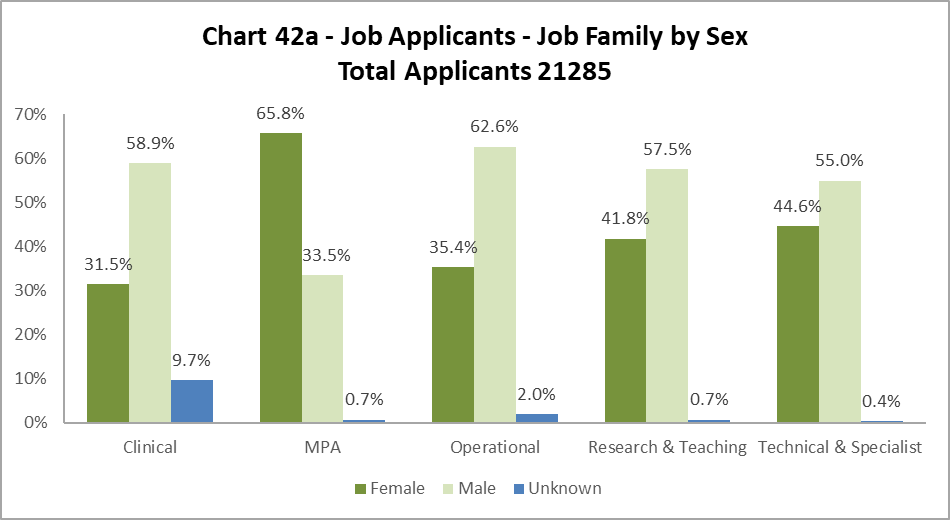 Chart 42a - Job Applicants - Job Family by Sex
Total Applicants 21285
70%
60%
50%
40%
30%
20%
10%
0%
31.5%
58.9%
9.7%
65.8%
33.5%
0.7%
35.4%
62.6%
2.0%
41.8%
57.5%
0.7%
44.6%
55.0%
0.4%
Clinical
MPA
Operational
Research & Teaching
Technical & Specialist
Female
Male
Unknown